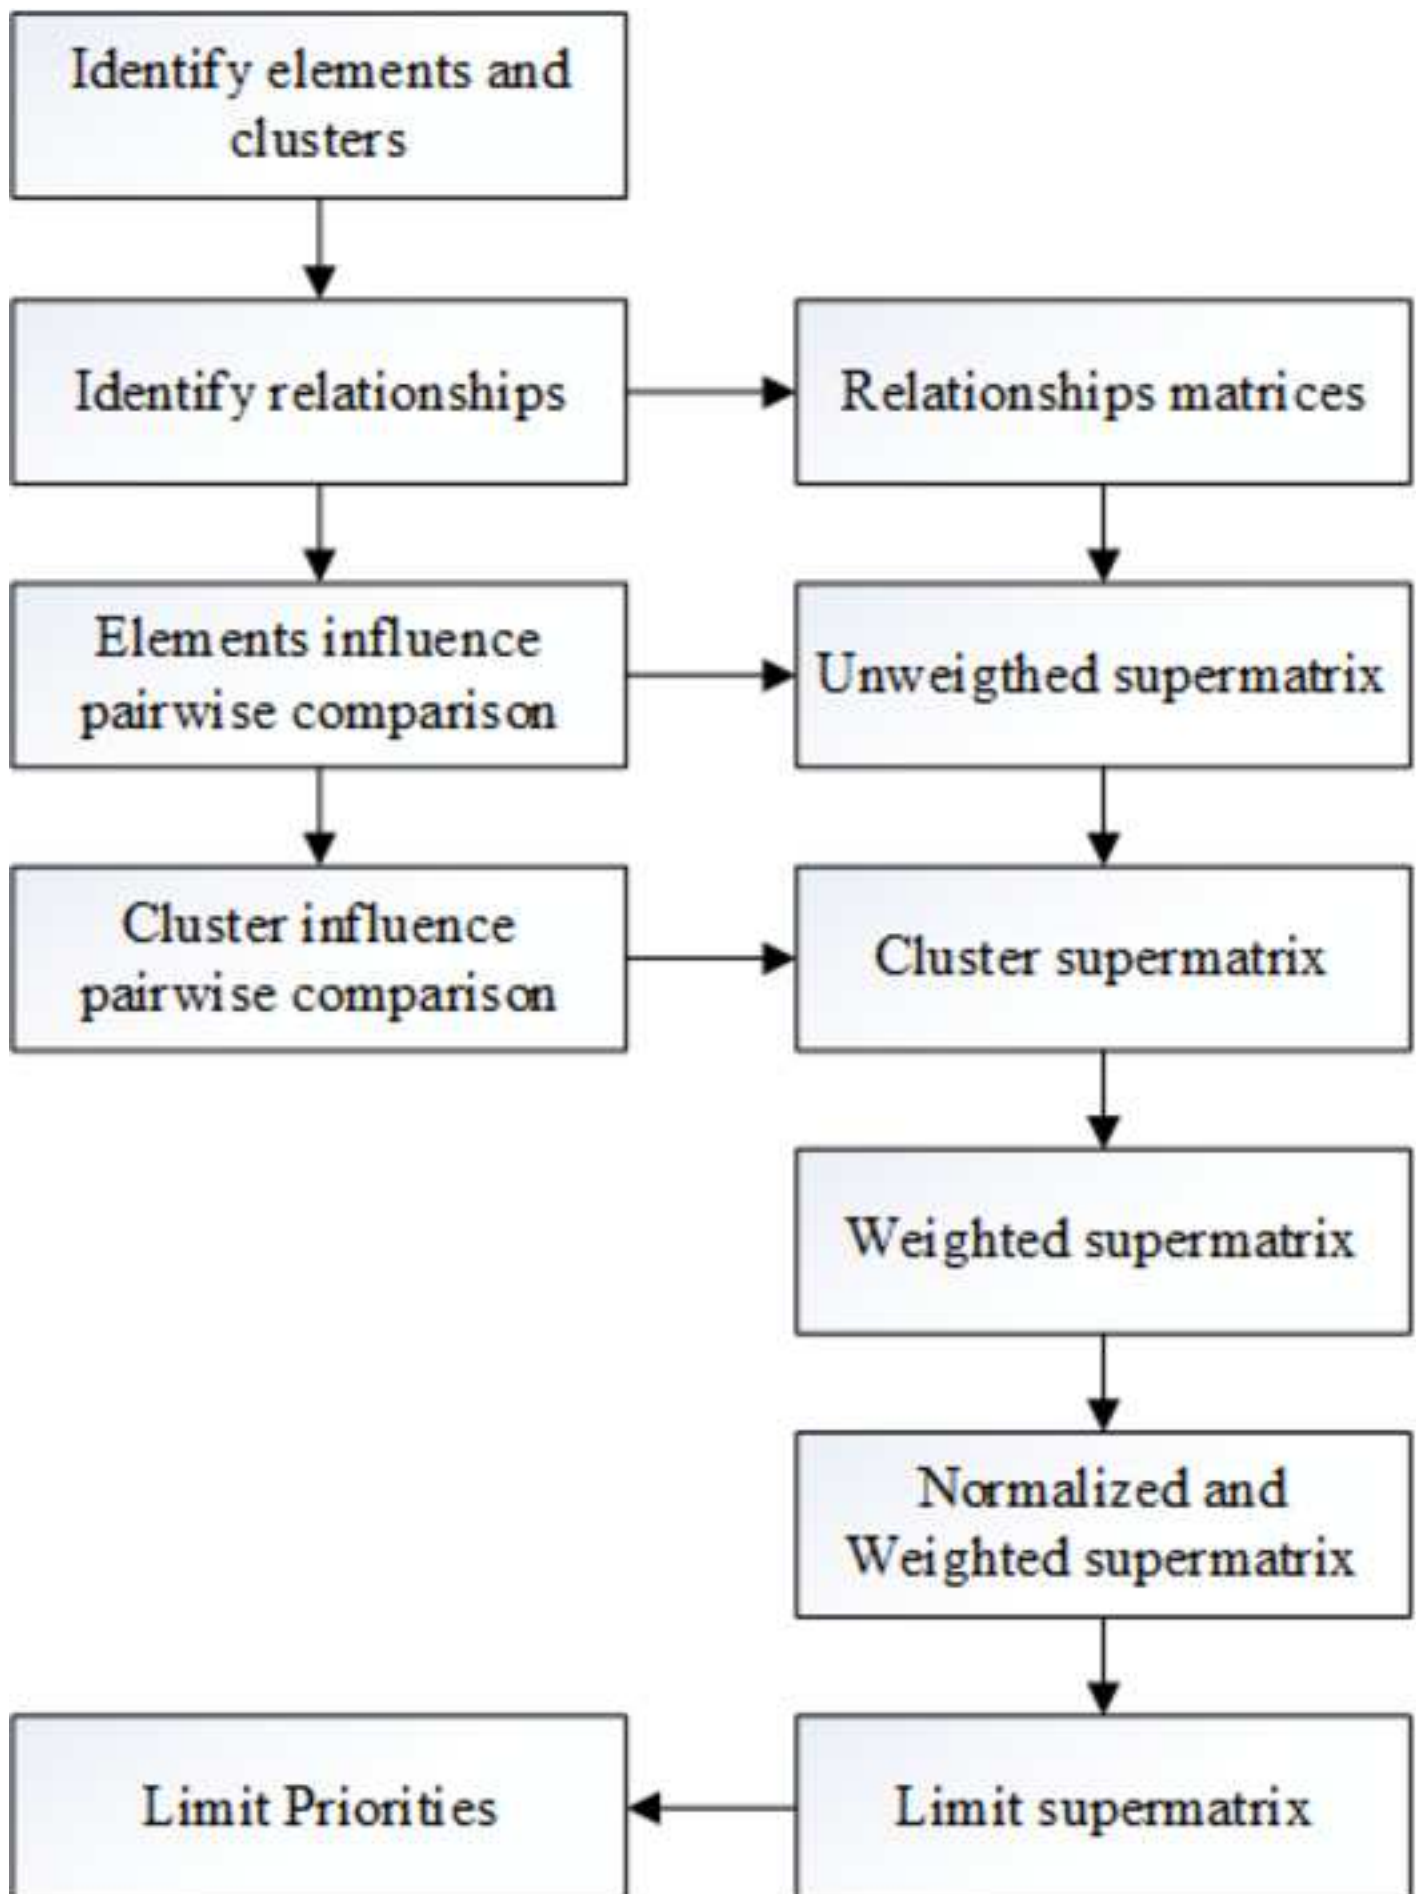 Identify elements and
clusters
Identify relationships
Relationships matrices
Elements influence
pairwise comparison
Unweigthed supermatrix
Cluster influence
pairwise comparison
Cluster supermatrix
Weighted supermatrix
Normalized and
Weighted supermatrix
Limit Priorities
Limit supermatrix